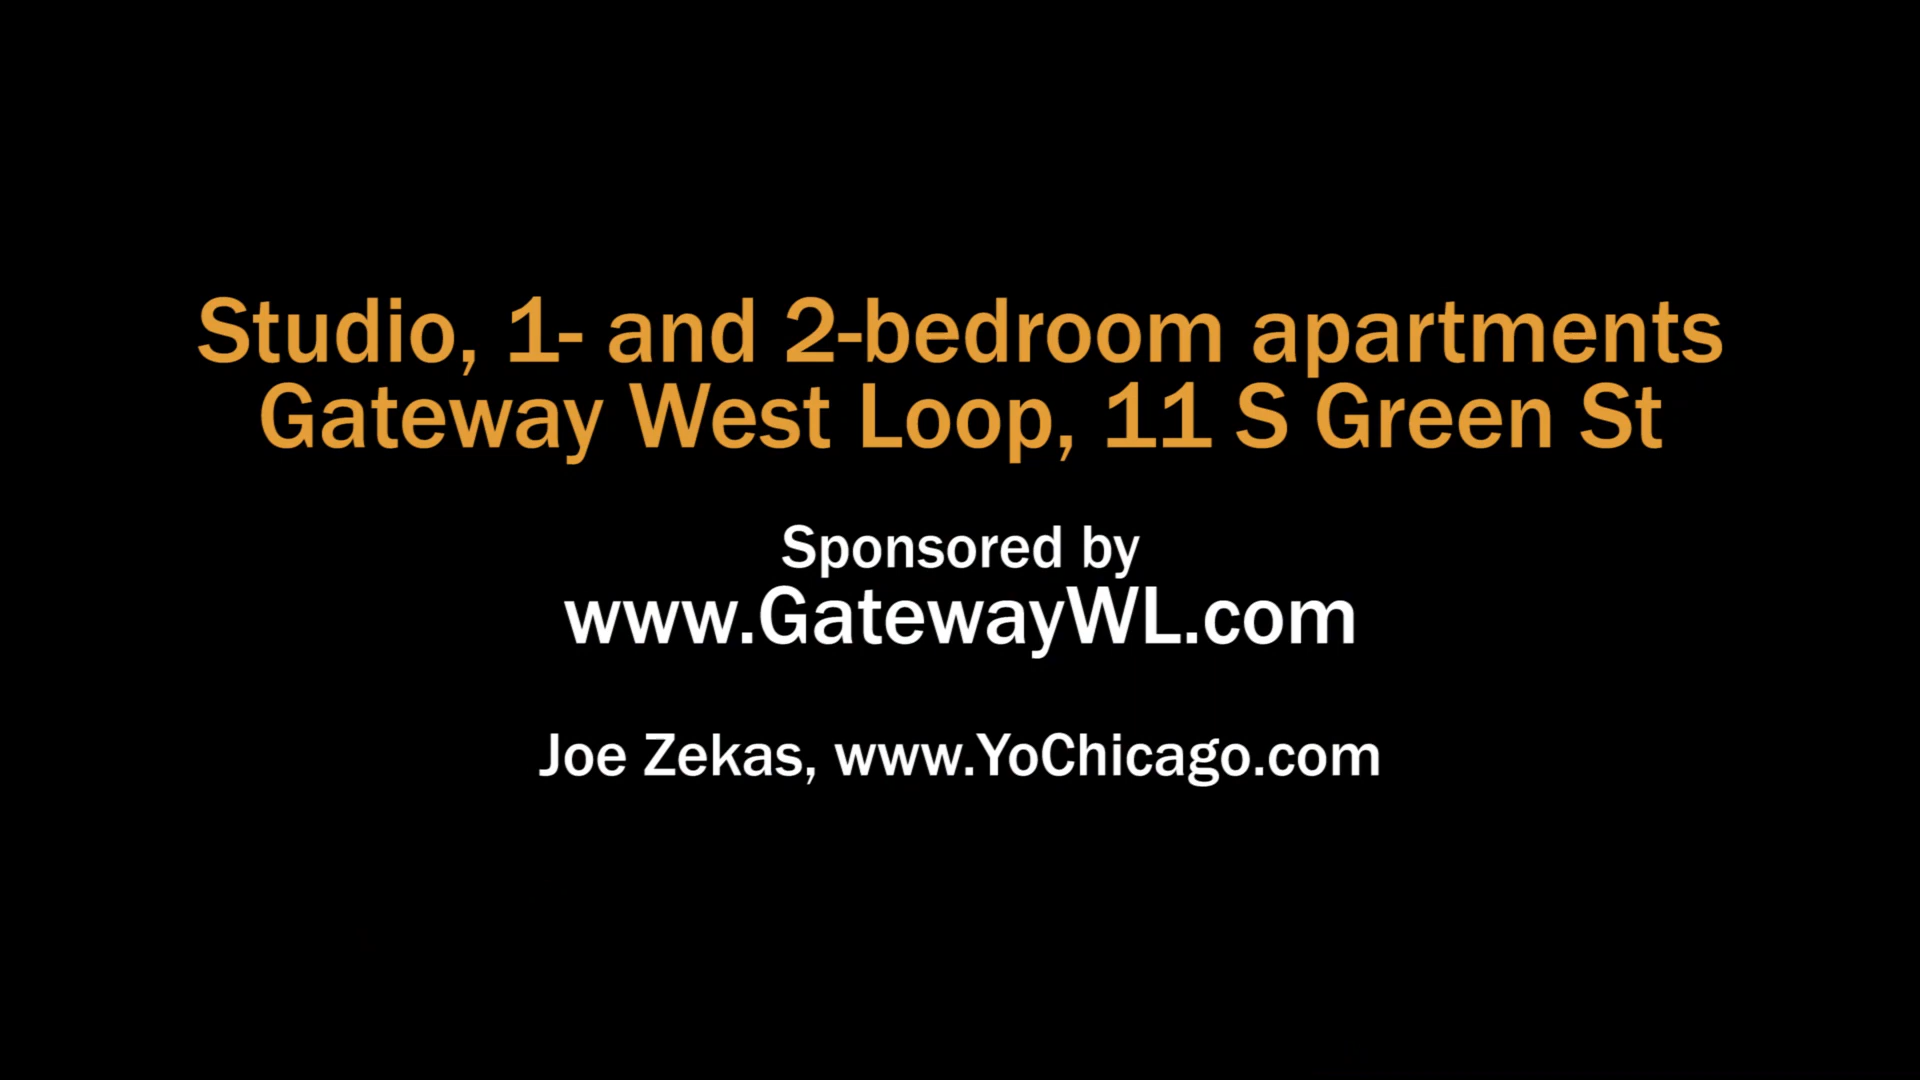 Studio, 1- and 2-bedroom apartments
Gateway West Loop, 11 S Green St
Sponsored by
www.GatewayWL.com
Joe Zekas, www.YoChicago.com